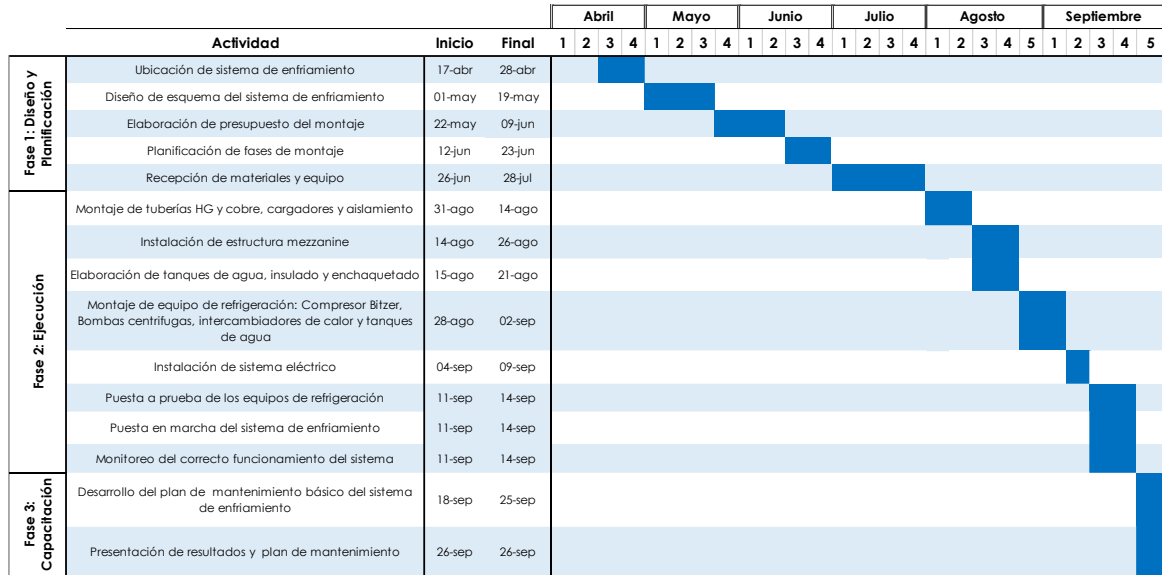 Abril Mayo Junio Julio Agosto Septiembre
Actividad Inicio Final 1 2 3 4 1 2 3 4 1 2 3 4 1 2 3 4 1 2 3 4 5 1 2 3 4 5
Fase 1: Diseño y
Planificación
Ubicación de sistema de enfriamiento 17-abr 28-abr
Diseño de esquema del sistema de enfriamiento 01-may 19-may
Elaboración de presupuesto del montaje 22-may 09-jun
Planificación de fases de montaje 12-jun 23-jun
Recepción de materiales y equipo 26-jun 28-jul
Fase 2: Ejecución
Montaje de tuberías HG y cobre, cargadores y aislamiento 31-ago 14-ago
Instalación de estructura mezzanine 14-ago 26-ago
Elaboración de tanques de agua, insulado y enchaquetado 15-ago 21-ago
Montaje de equipo de refrigeración: Compresor Bitzer,
Bombas centrifugas, intercambiadores de calor y tanques
de agua
28-ago 02-sep
Instalación de sistema eléctrico 04-sep 09-sep
Puesta a prueba de los equipos de refrigeración 11-sep 14-sep
Puesta en marcha del sistema de enfriamiento 11-sep 14-sep
Monitoreo del correcto funcionamiento del sistema 11-sep 14-sep
Fase 3:
Capacitación
Desarrollo del plan de mantenimiento básico del sistema
de enfriamiento
18-sep 25-sep
Presentación de resultados y plan de mantenimiento 26-sep 26-sep